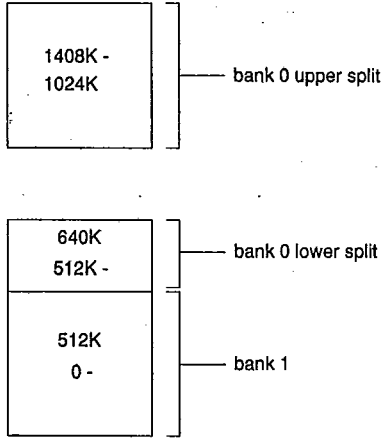 1408K -
1024K
bank 0 upper split
640K
512K -
bank 0 lower split
512K
0 -
bank 1